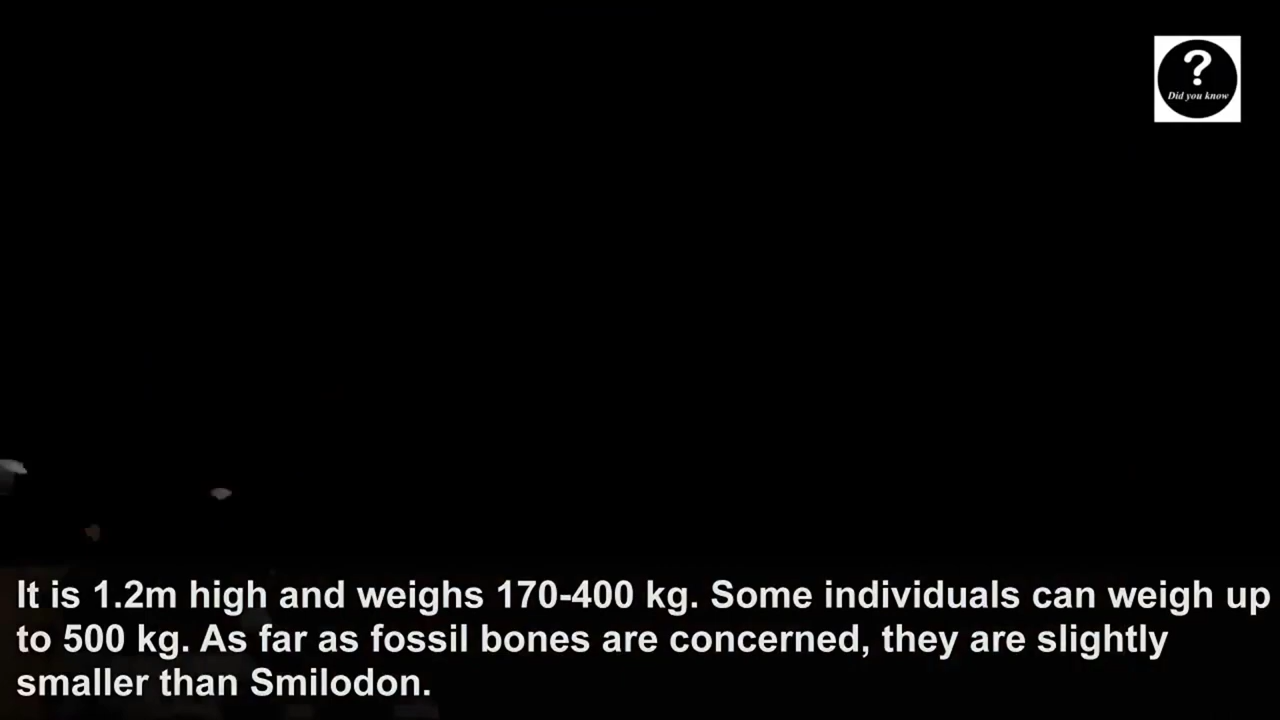 ?
Did you know
It is 1.2m high and weighs 170-400 kg. Some individuals can weigh up
to 500 kg. As far as fossil bones are concerned, they are slightly
smaller than Smilodon.